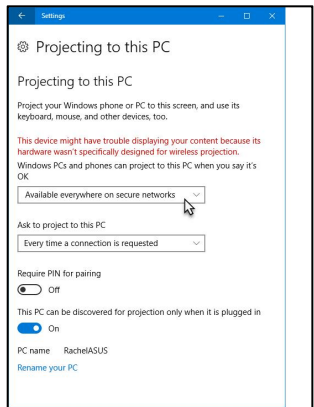 Settings
Projecting to this PC
Projecting to this PC
Project your Windows phone or PC to this screen, and use its
keyboard, mouse, and other devices, too.
This device might have trouble displaying your content because its
hardware wasn't specifically designed for wireless projection.
Windows PCs and phones can project to this PC when you say it's
OK
Available everywhere on secure networks
Ask to project to this PC
Every time a connection is requested
Require PIN for pairing
Off
This PC can be discovered for projection only when it is plugged in
On
PC name RachelASUS
Rename your PC